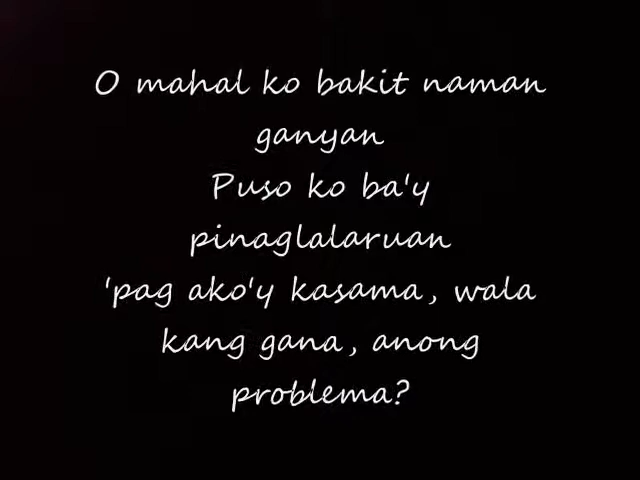 O mahal ko bakit naman
ganyan
Puso ko ba'y
pinaglalaruan
'pag ako'y kasama, wala
kang gana, anong
problema?